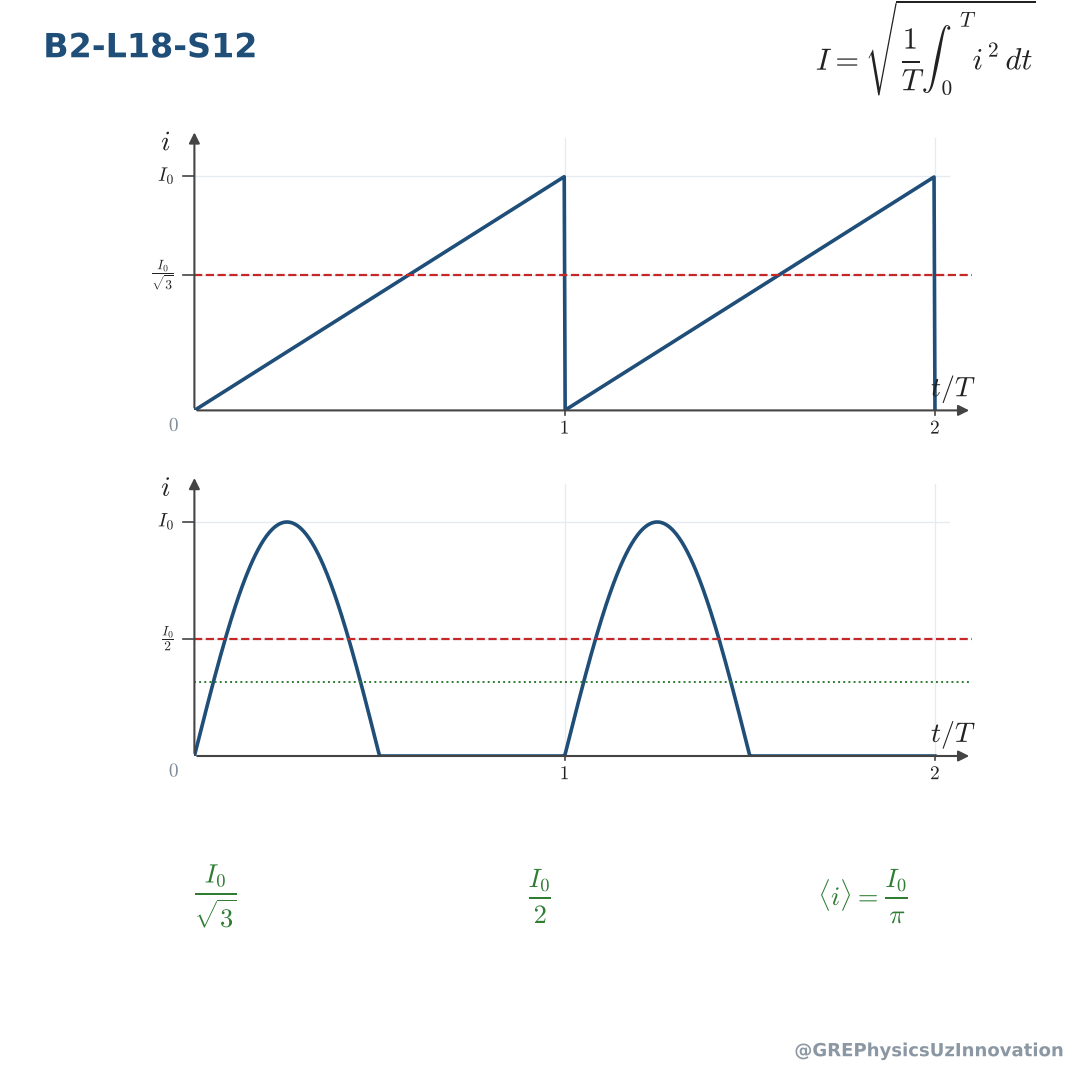 B2-L18-S12
I = √(1/T ∫₀ᵀ i² dt)
i
I₀
I₀/√3
t/T
0
1
2
i
I₀
I₀/2
t/T
0
1
2
I₀/√3
I₀/2
⟨i⟩ = I₀/π
@GREPhysicsUzInnovation